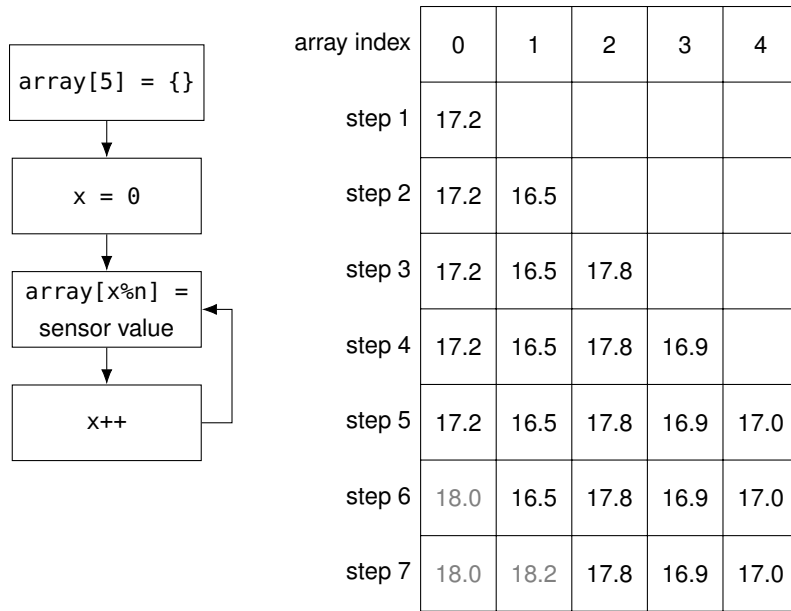 array[5] = {}
x = 0
array[x%n] =
sensor value
x++
array index 0 1 2 3 4
step 1 17.2
step 2 17.2 16.5
step 3 17.2 16.5 17.8
step 4 17.2 16.5 17.8 16.9
step 5 17.2 16.5 17.8 16.9 17.0
step 6 18.0 16.5 17.8 16.9 17.0
step 7 18.0 18.2 17.8 16.9 17.0